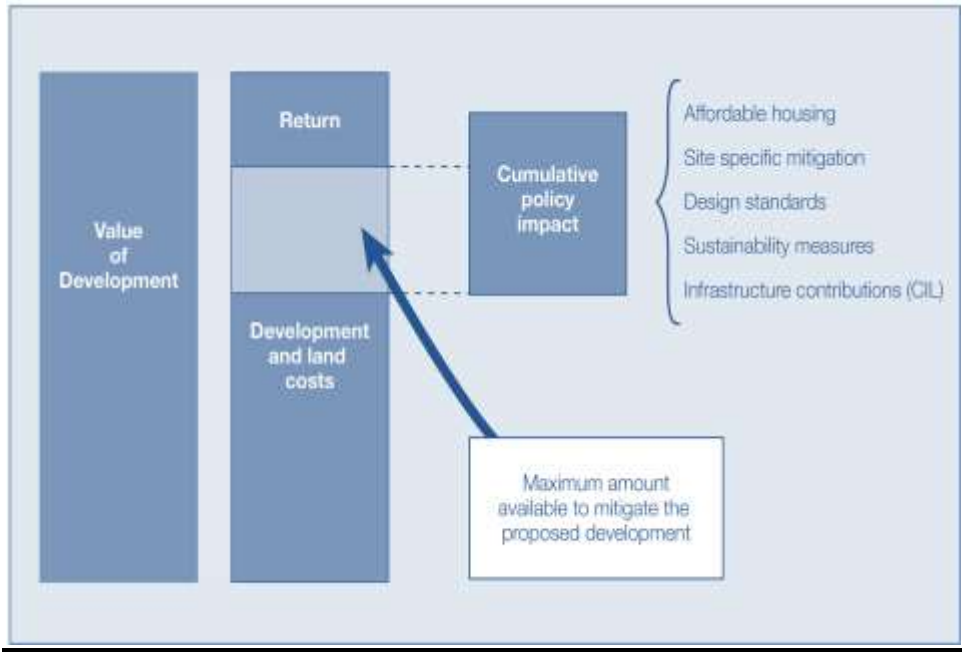 Value
of
Development
Return
Development
and land
costs
Cumulative
policy
impact
Affordable housing
Site specific mitigation
Design standards
Sustainability measures
Infrastructure contributions (CIL)
Maximum amount
available to mitigate the
proposed development